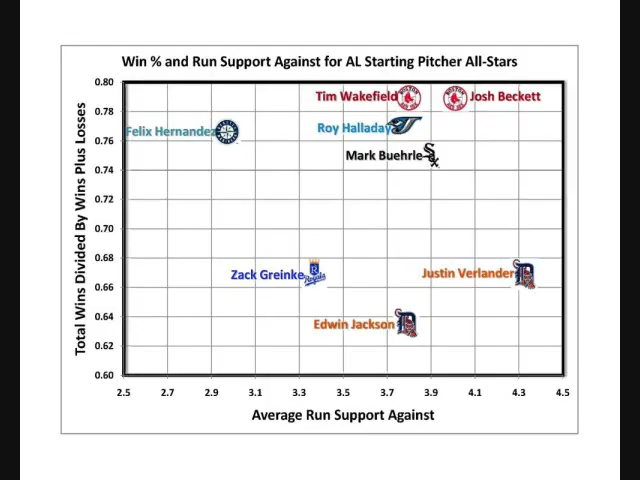 Win % and Run Support Against for AL Starting Pitcher All-Stars
Total Wins Divided By Wins Plus Losses
0.80
0.78
0.76
0.74
0.72
0.70
0.68
0.66
0.64
0.62
0.60
Tim Wakefield
Josh Beckett
Felix Hernandez
Roy Halladay
Mark Buehrle
Zack Greinke
Justin Verlander
Edwin Jackson
2.5 2.7 2.9 3.1 3.3 3.5 3.7 3.9 4.1 4.3 4.5
Average Run Support Against